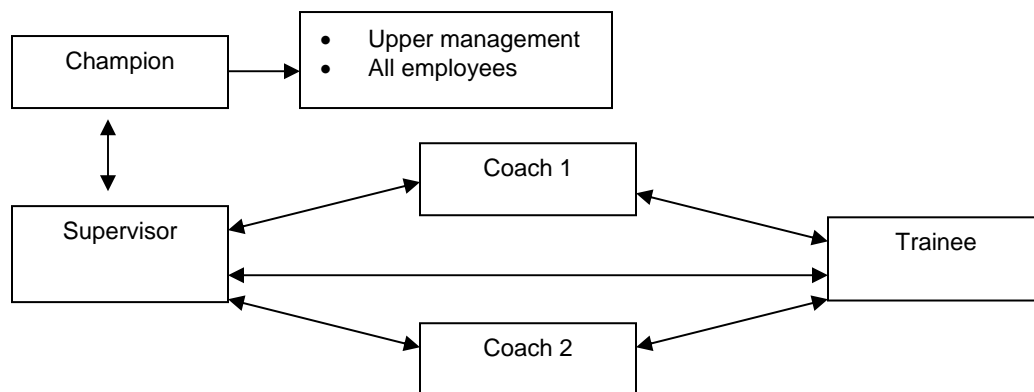 Champion
• Upper management
• All employees
Coach 1
Supervisor
Trainee
Coach 2